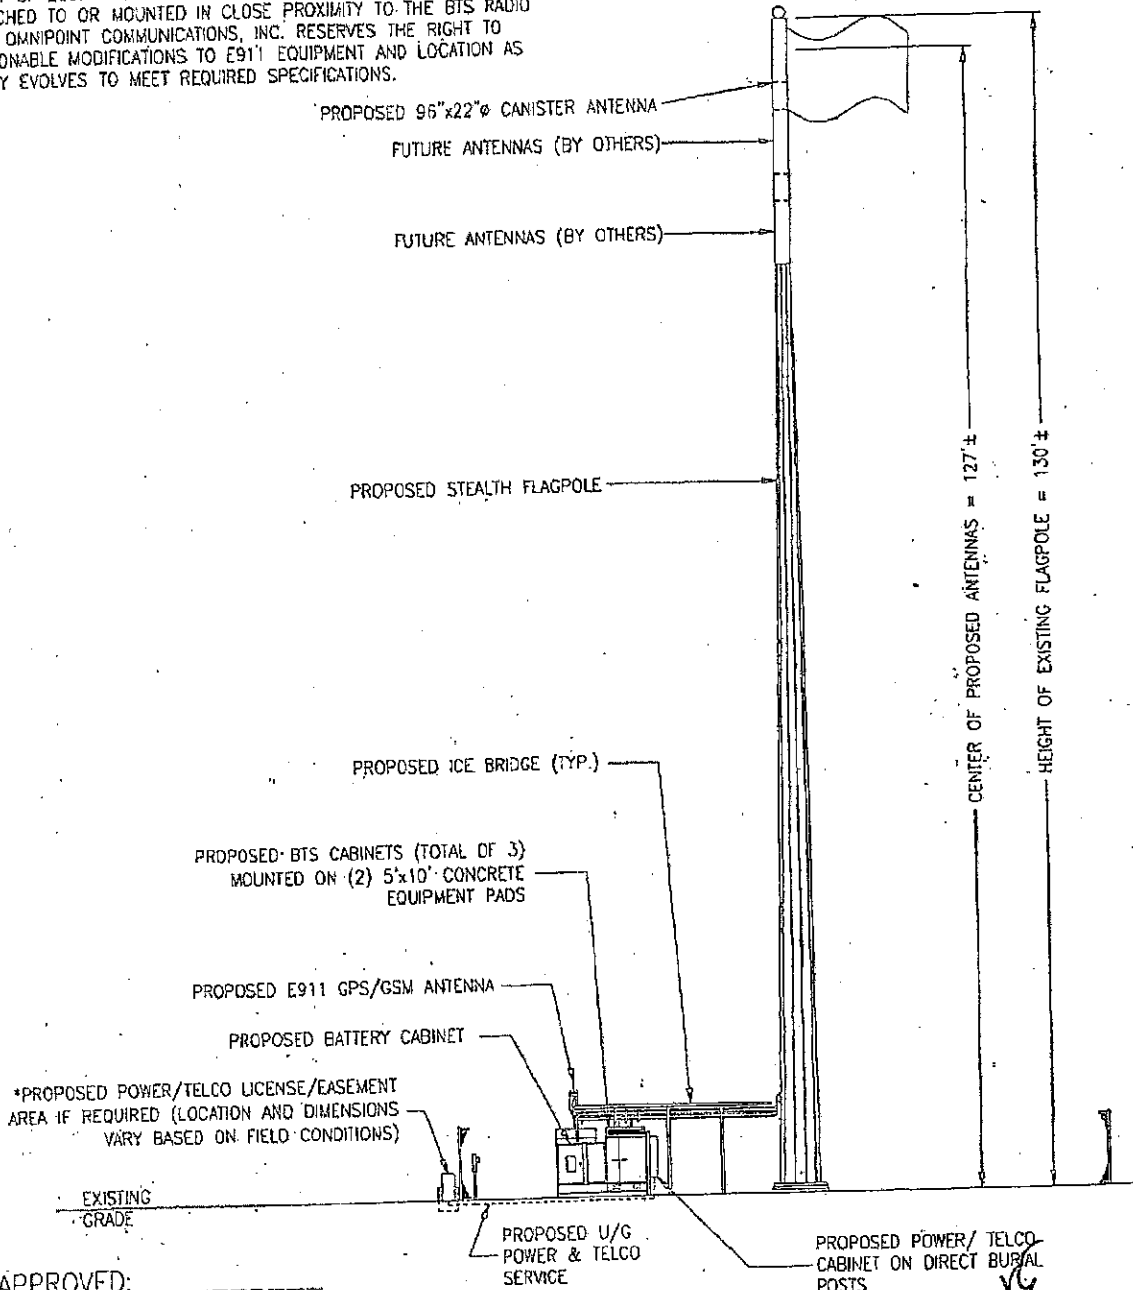 CHED TO OR MOUNTED IN CLOSE PROXIMITY TO THE BTS RADIO
OMNIPOINT COMMUNICATIONS, INC. RESERVES THE RIGHT TO
ONABLE MODIFICATIONS TO E911 EQUIPMENT AND LOCATION AS
Y EVOLVES TO MEET REQUIRED SPECIFICATIONS.
PROPOSED 96"x22"ø CANISTER ANTENNA
FUTURE ANTENNAS (BY OTHERS)
FUTURE ANTENNAS (BY OTHERS)
PROPOSED STEALTH FLAGPOLE
CENTER OF PROPOSED ANTENNAS = 127'±
HEIGHT OF EXISTING FLAGPOLE = 130'±
PROPOSED ICE BRIDGE (TYP.)
PROPOSED BTS CABINETS (TOTAL OF 3)
MOUNTED ON (2) 5'x10' CONCRETE
EQUIPMENT PADS
PROPOSED E911 GPS/GSM ANTENNA
PROPOSED BATTERY CABINET
*PROPOSED POWER/TELCO LICENSE/EASEMENT
AREA IF REQUIRED (LOCATION AND DIMENSIONS
VARY BASED ON FIELD CONDITIONS)
EXISTING
GRADE
PROPOSED U/G
POWER & TELCO
SERVICE
PROPOSED POWER/ TELCO
CABINET ON DIRECT BURIAL
POSTS
APPROVED: